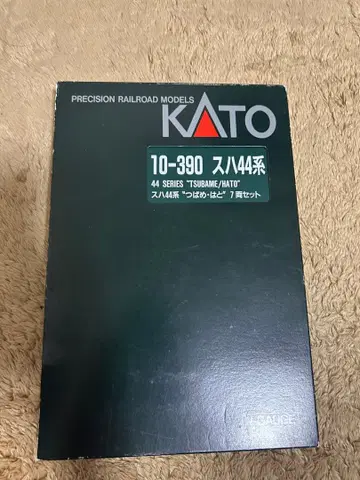 PRECISION RAILROAD MODELS
KATO
10-390 スハ44系
44 SERIES "TSUBAME/HATO"
スハ44系 "つばめ・はと" 7両セット
N GAUGE